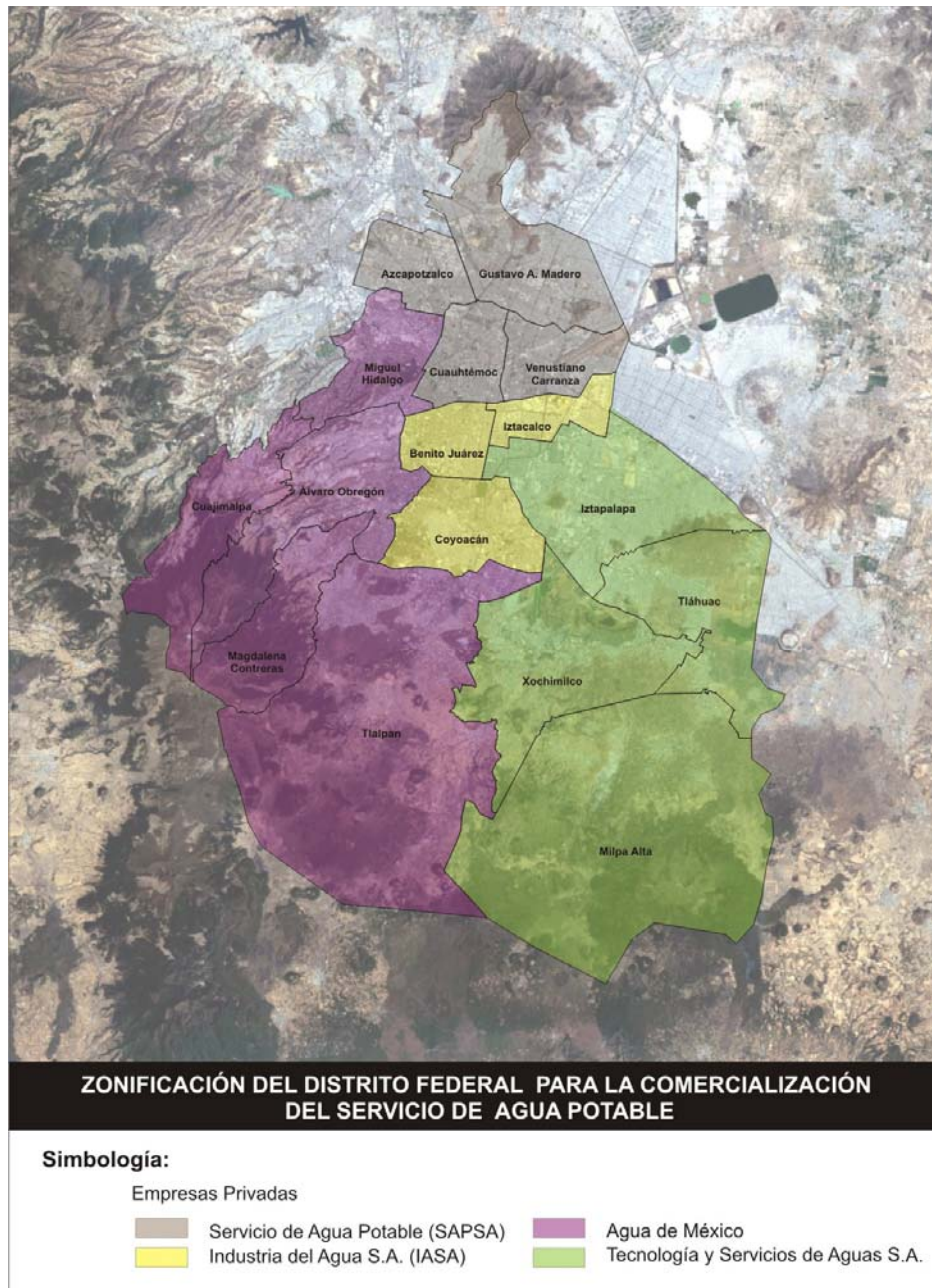 Azcapotzalco
Gustavo A. Madero
Miguel
Hidalgo
Cuauhtémoc
Venustiano
Carranza
Iztacalco
Benito Juárez
Cuajimalpa
Álvaro Obregón
Iztapalapa
Coyoacán
Tláhuac
Magdalena
Contreras
Xochimilco
Tlalpan
Milpa Alta
ZONIFICACIÓN DEL DISTRITO FEDERAL PARA LA COMERCIALIZACIÓN
DEL SERVICIO DE AGUA POTABLE
Simbología:
Empresas Privadas
Servicio de Agua Potable (SAPSA)
Industria del Agua S.A. (IASA)
Agua de México
Tecnología y Servicios de Aguas S.A.